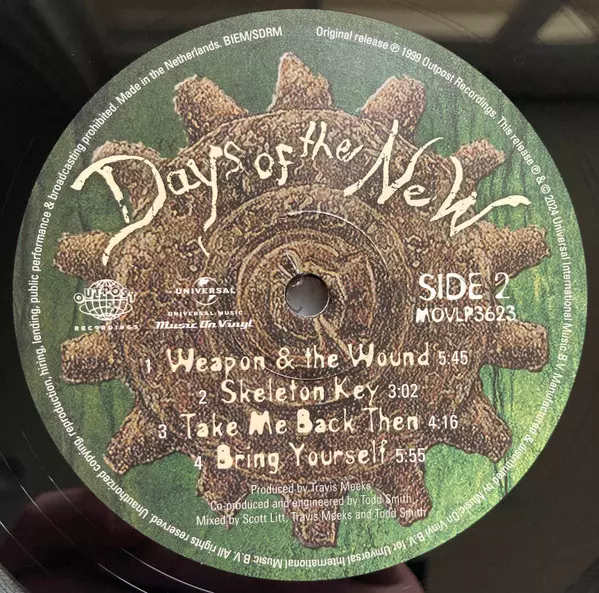 Original release ℗ 1999 Outpost Recordings. This release ℗ & © 2024 Universal International Music B.V. Manufactured & distributed by Music On Vinyl B.V. for Universal International Music B.V. All rights reserved. Unauthorized copying, reproduction, hiring, lending, public performance & broadcasting prohibited. Made in the Netherlands. BIEM/SDRM
Days of the New
OUTPOST
RECORDINGS
UNIVERSAL
UNIVERSAL MUSIC
Music On Vinyl
SIDE 2
MOVLP3623
1 Weapon & the Wound 5:45
2 Skeleton Key 3:02
3 Take Me Back Then 4:16
4 Bring Yourself 5:55
Produced by Travis Meeks
Co-produced and engineered by Todd Smith
Mixed by Scott Litt, Travis Meeks and Todd Smith